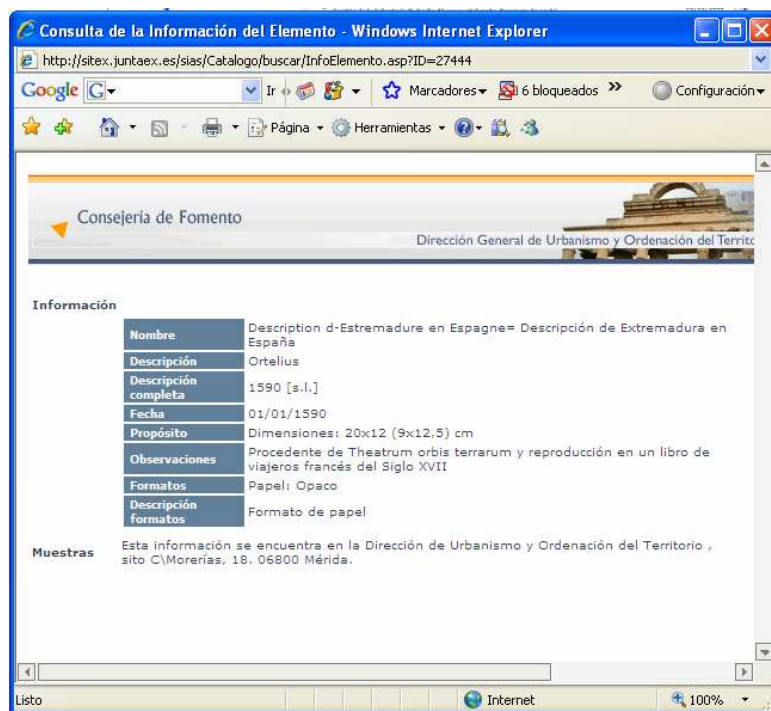 Consulta de la Información del Elemento - Windows Internet Explorer
http://sitex.juntaex.es/sias/Catalogo/buscar/InfoElemento.asp?ID=27444
Google G Ir Marcadores 6 bloqueados » Configuración
Página Herramientas
Consejería de Fomento
Dirección General de Urbanismo y Ordenación del Territo
Información
Nombre Description d-Estremadure en Espagne= Descripción de Extremadura en
España
Descripción Ortelius
Descripción
completa 1590 [s.l.]
Fecha 01/01/1590
Propósito Dimensiones: 20x12 (9x12,5) cm
Observaciones Procedente de Theatrum orbis terrarum y reproducción en un libro de
viajeros francés del Siglo XVII
Formatos Papel: Opaco
Descripción
formatos Formato de papel
Muestras Esta información se encuentra en la Dirección de Urbanismo y Ordenación del Territorio ,
sito C\Morerías, 18. 06800 Mérida.
Listo Internet 100%